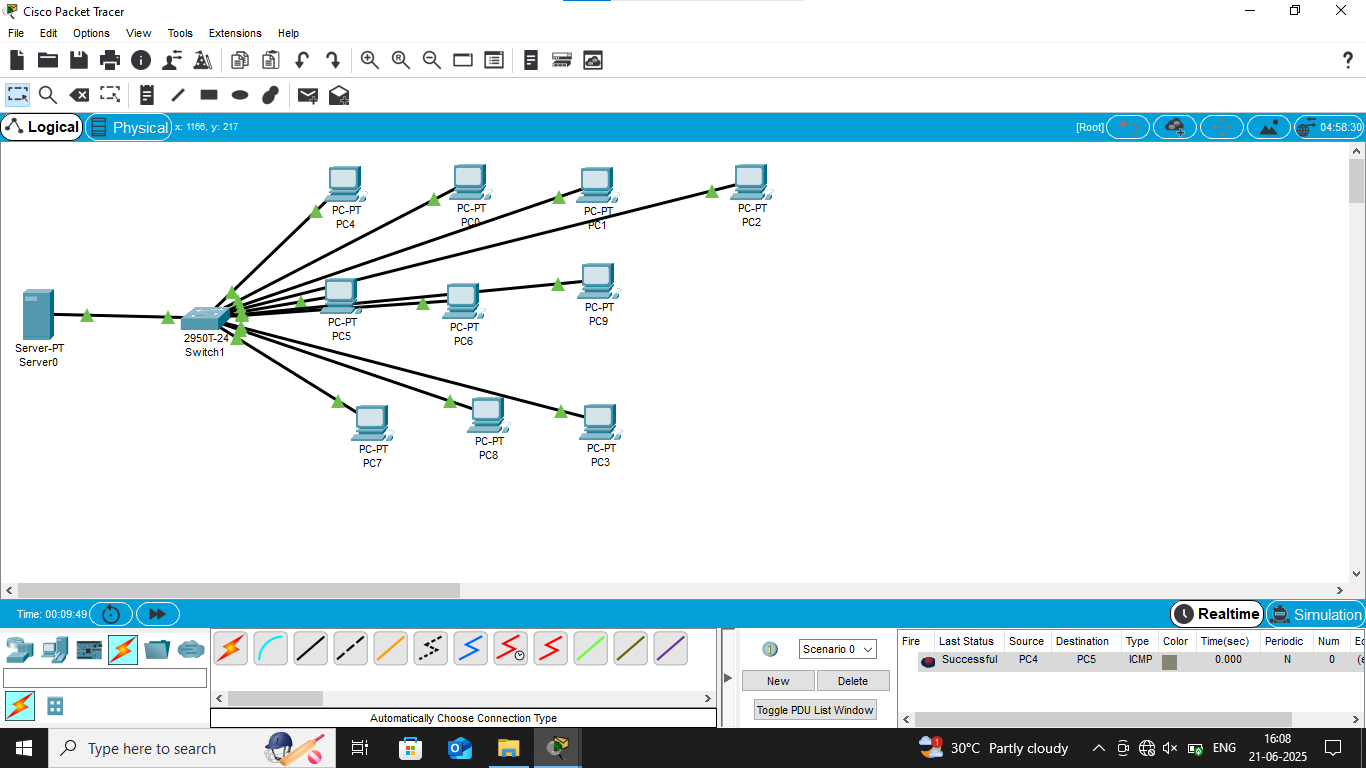 Cisco Packet Tracer
File Edit Options View Tools Extensions Help
?
Logical Physical x: 1166, y: 217 [Root] 04:58:30
PC-PT
PC4
PC-PT
PC0
PC-PT
PC1
PC-PT
PC2
Server-PT
Server0
2950T-24
Switch1
PC-PT
PC5
PC-PT
PC6
PC-PT
PC9
PC-PT
PC7
PC-PT
PC8
PC-PT
PC3
Time: 00:09:49 Realtime Simulation
Automatically Choose Connection Type
Scenario 0
New Delete
Toggle PDU List Window
Fire Last Status Source Destination Type Color Time(sec) Periodic Num
Successful PC4 PC5 ICMP 0.000 N 0
Type here to search 1 30°C Partly cloudy ENG 16:08
21-06-2025